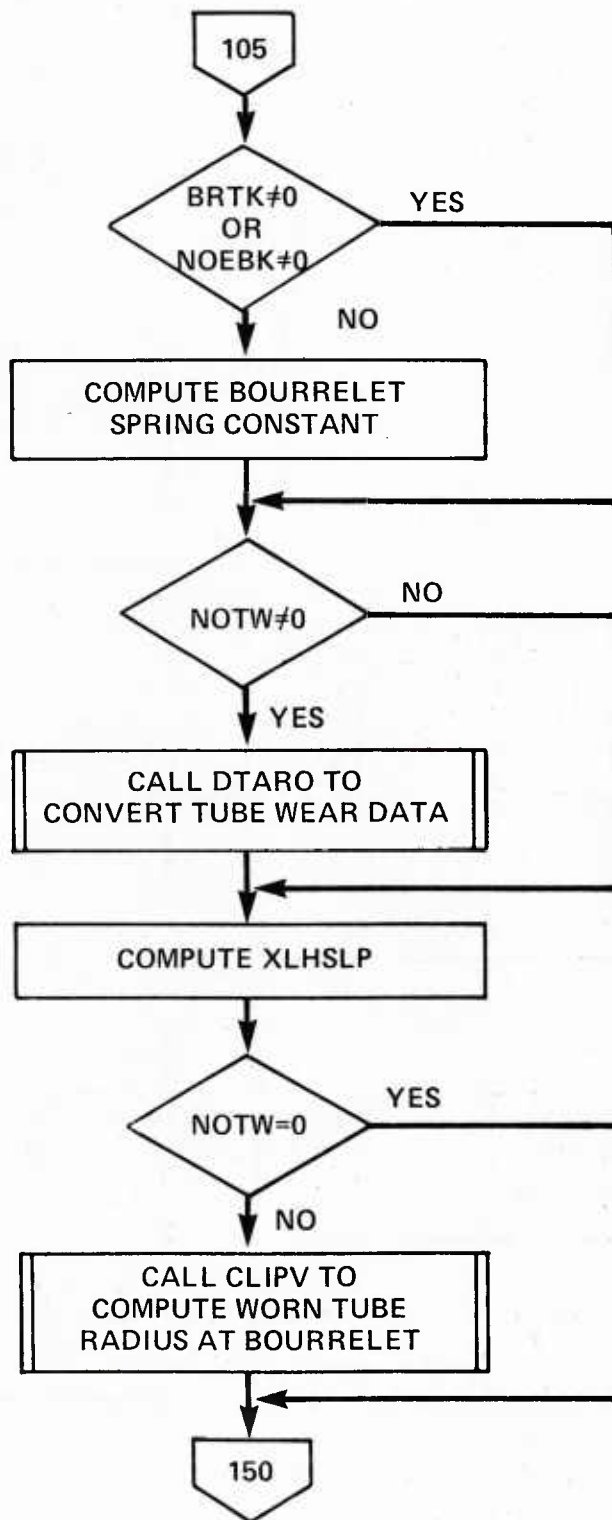 105
BRTK≠0
OR
NOEBK≠0
YES
NO
COMPUTE BOURRELET
SPRING CONSTANT
NOTW≠0
NO
YES
CALL DTARO TO
CONVERT TUBE WEAR DATA
COMPUTE XLHSLP
NOTW=0
YES
NO
CALL CLIPV TO
COMPUTE WORN TUBE
RADIUS AT BOURRELET
150